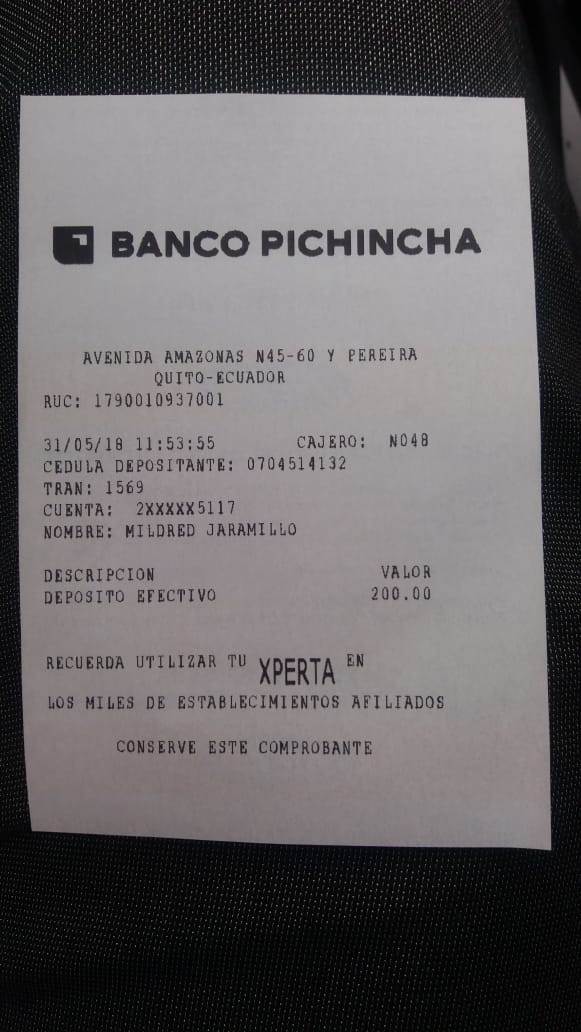 BANCO PICHINCHA
AVENIDA AMAZONAS N45-60 Y PEREIRA
QUITO-ECUADOR
RUC: 1790010937001
31/05/18 11:53:55 CAJERO: N048
CEDULA DEPOSITANTE: 0704514132
TRAN: 1569
CUENTA: 2XXXXX5117
NOMBRE: MILDRED JARAMILLO
DESCRIPCION VALOR
DEPOSITO EFECTIVO 200.00
RECUERDA UTILIZAR TU XPERTA EN
LOS MILES DE ESTABLECIMIENTOS AFILIADOS
CONSERVE ESTE COMPROBANTE